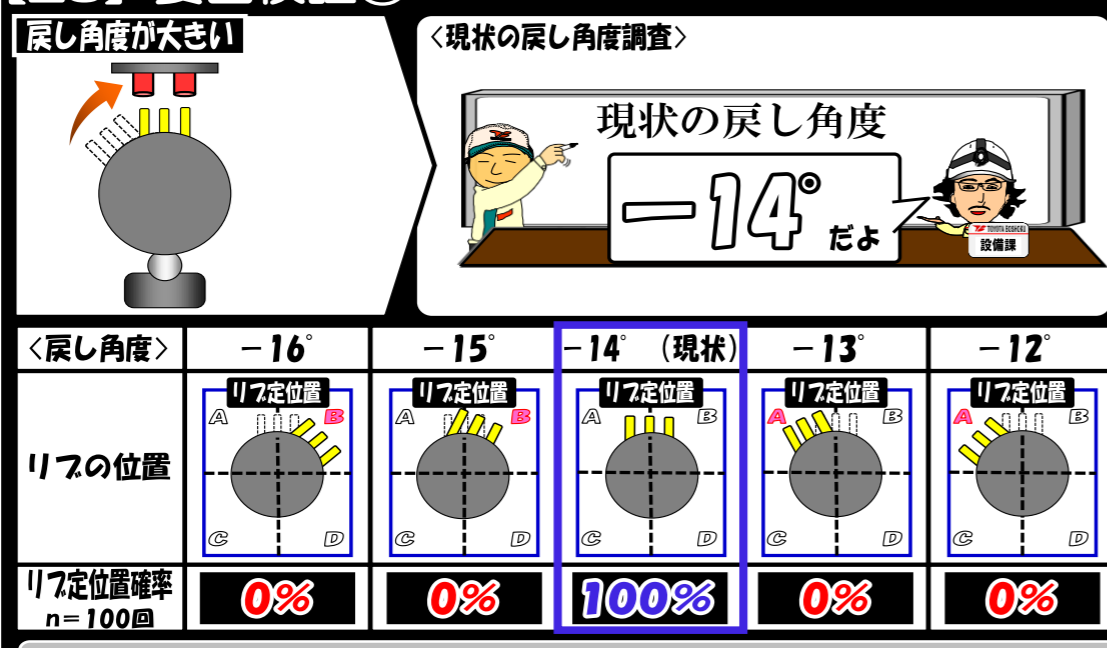 戻し角度が大きい
〈現状の戻し角度調査〉
現状の戻し角度
－14°だよ
TOYOTA BOSHOKU
設備課
〈戻し角度〉 －16° －15° －14°（現状） －13° －12°
リブの位置
リブ定位置 リブ定位置 リブ定位置 リブ定位置 リブ定位置
A B A B A B A B A B
C D C D C D C D C D
リブ定位置確率
n=100回
0% 0% 100% 0% 0%